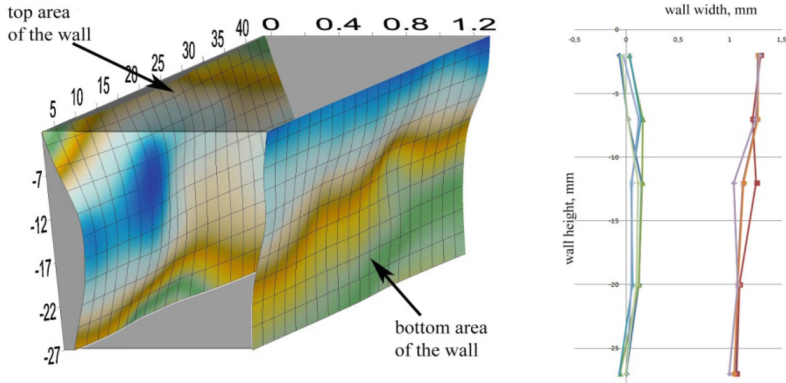 top area
of the wall
5 10 15 20 25 30 35 40
0 0.4 0.8 1.2
-7
-12
-17
-22
-27
bottom area
of the wall
wall width, mm
-0,5 0 0,5 1 1,5
0
-5
-10
-15
-20
-25
wall height, mm